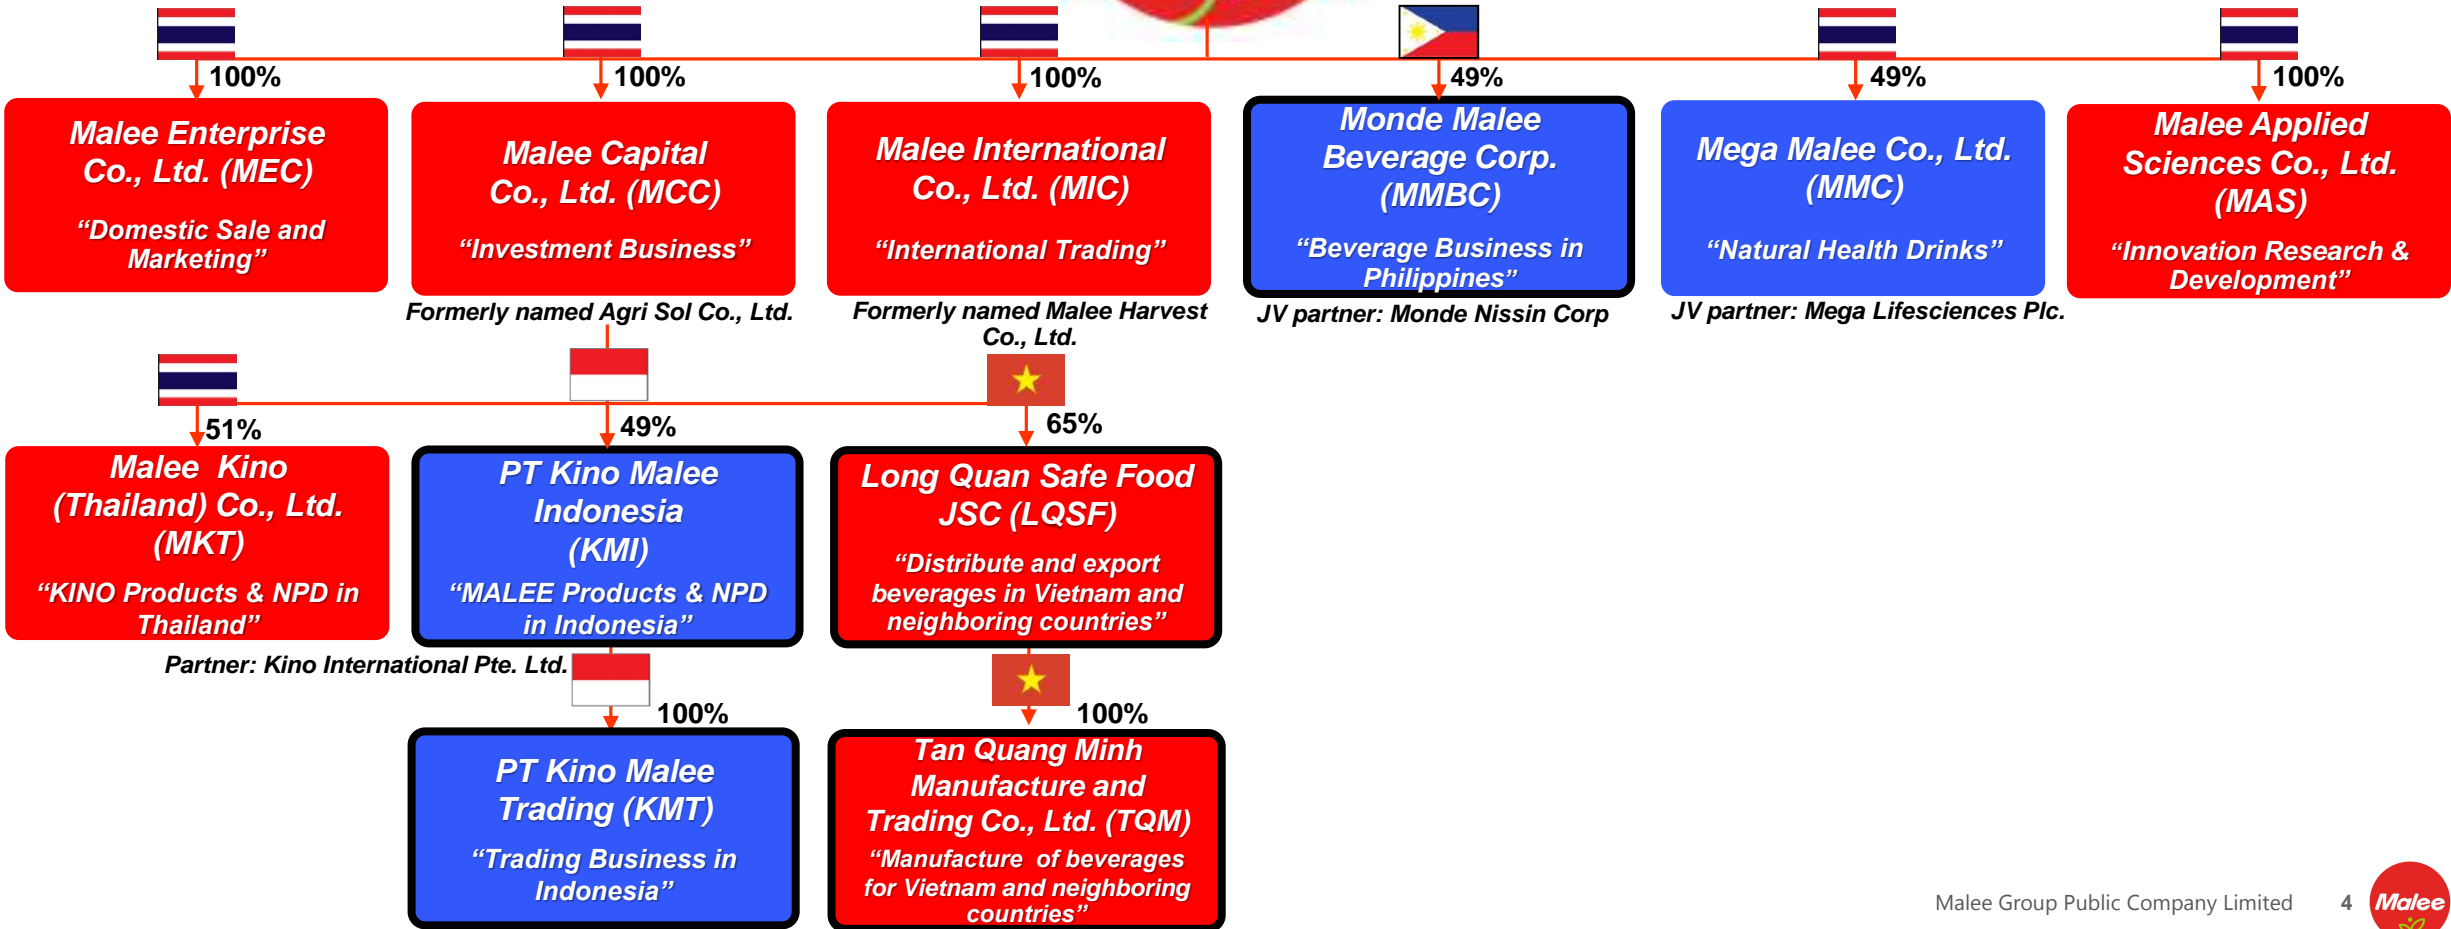 100%
100%
100%
49%
49%
100%
Malee Enterprise
Co., Ltd. (MEC)
“Domestic Sale and
Marketing”
Malee Capital
Co., Ltd. (MCC)
“Investment Business”
Formerly named Agri Sol Co., Ltd.
Malee International
Co., Ltd. (MIC)
“International Trading”
Formerly named Malee Harvest
Co., Ltd.
Monde Malee
Beverage Corp.
(MMBC)
“Beverage Business in
Philippines”
JV partner: Monde Nissin Corp
Mega Malee Co., Ltd.
(MMC)
“Natural Health Drinks”
JV partner: Mega Lifesciences Plc.
Malee Applied
Sciences Co., Ltd.
(MAS)
“Innovation Research &
Development”
51%
49%
65%
Malee Kino
(Thailand) Co., Ltd.
(MKT)
“KINO Products & NPD in
Thailand”
PT Kino Malee
Indonesia
(KMI)
“MALEE Products & NPD
in Indonesia”
Long Quan Safe Food
JSC (LQSF)
“Distribute and export
beverages in Vietnam and
neighboring countries”
Partner: Kino International Pte. Ltd.
100%
100%
PT Kino Malee
Trading (KMT)
“Trading Business in
Indonesia”
Tan Quang Minh
Manufacture and
Trading Co., Ltd. (TQM)
“Manufacture of beverages
for Vietnam and neighboring
countries”
Malee Group Public Company Limited 4
Malee